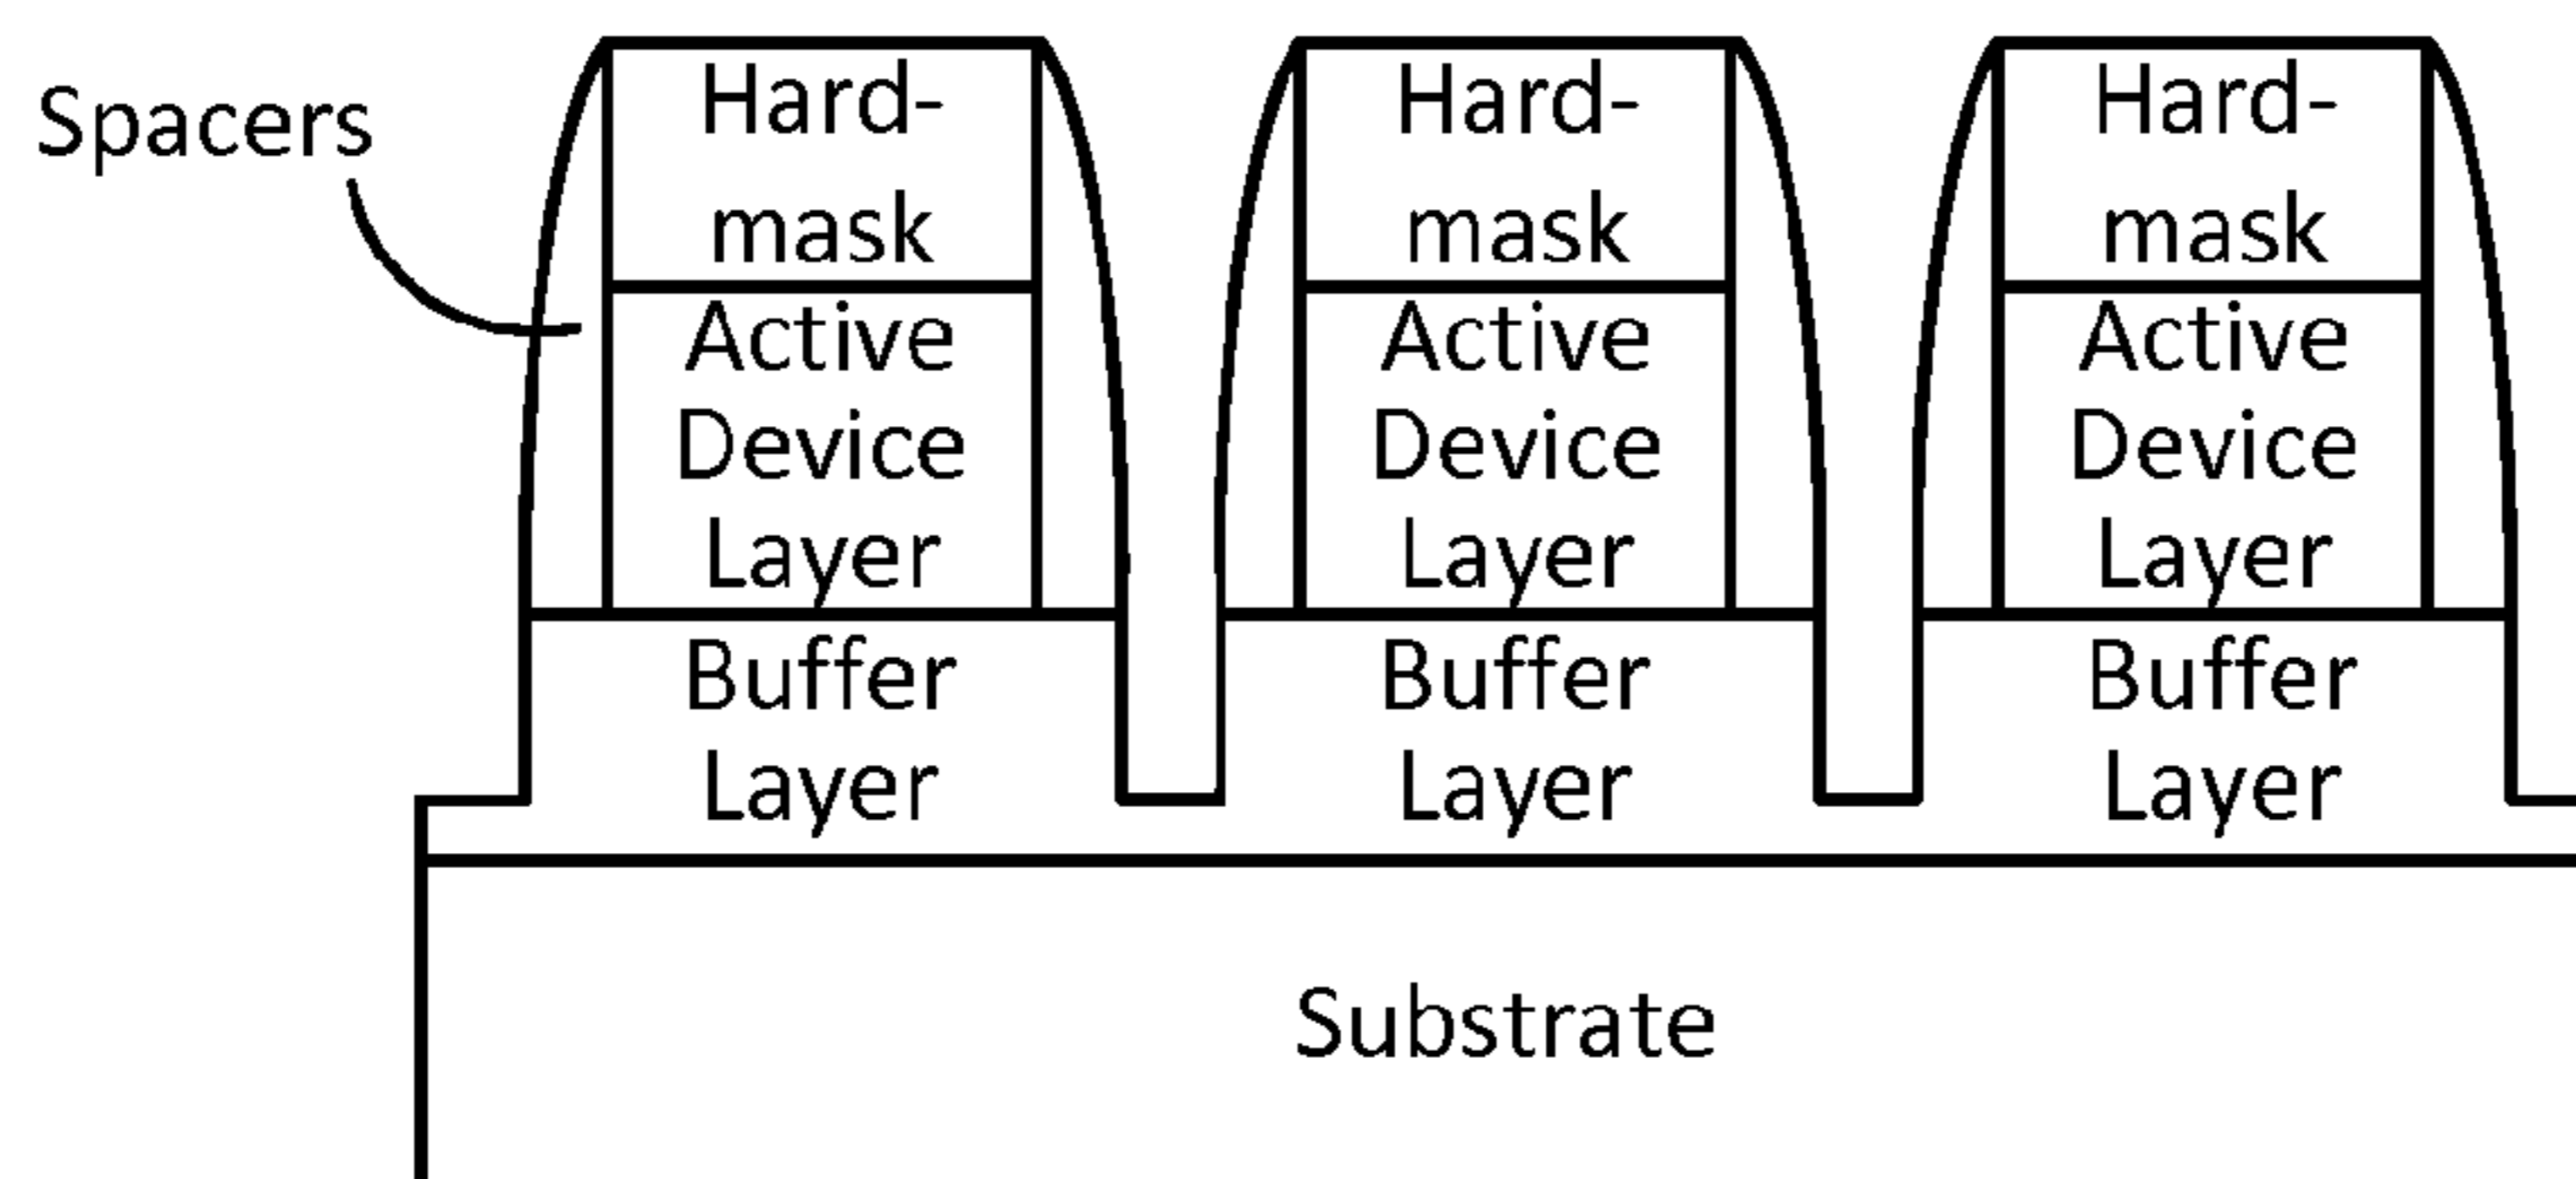 Spacers
Hard-
mask
Active
Device
Layer
Buffer
Layer
Hard-
mask
Active
Device
Layer
Buffer
Layer
Hard-
mask
Active
Device
Layer
Buffer
Layer
Substrate